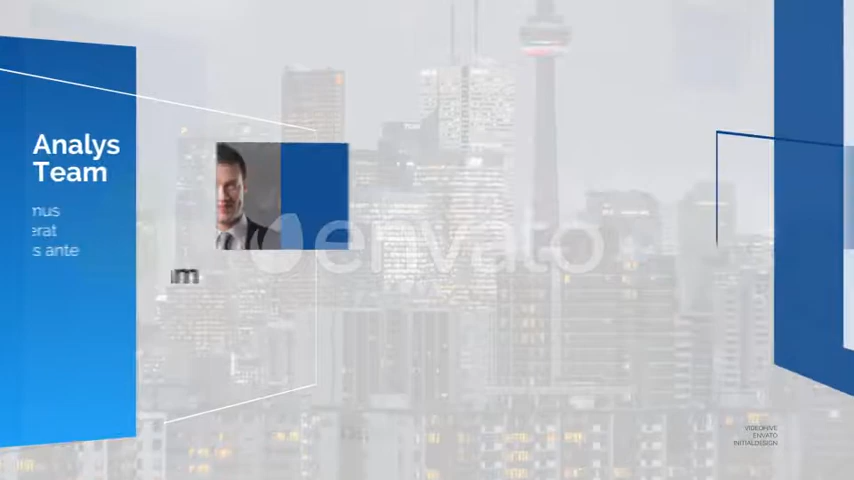 Analys
Team
nus
erat
s ante
m
envato
VIDEOHIVE
ENVATO
INITIALDESIGN